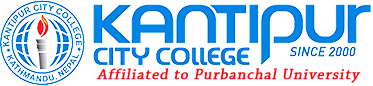 KANTIPUR CITY COLLEGE
KATHMANDU, NEPAL
KANTIPUR
CITY COLLEGE SINCE 2000
Affiliated to Purbanchal University